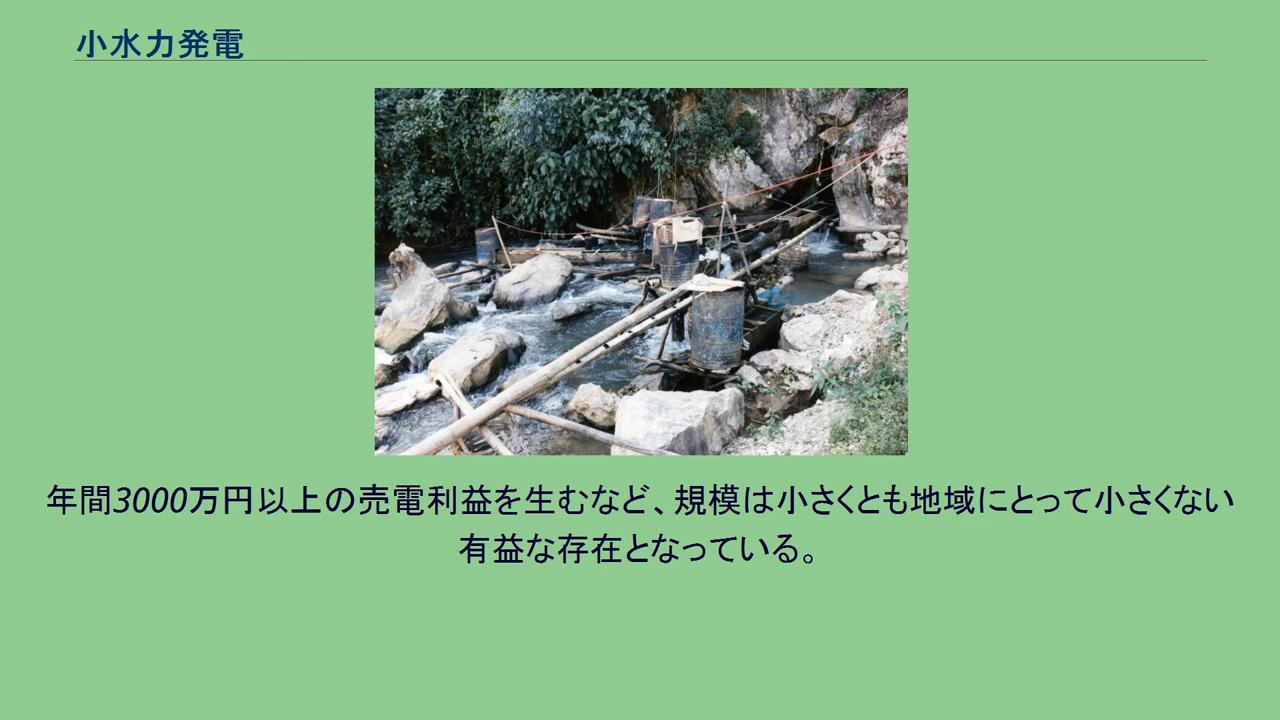 小水力発電
年間3000万円以上の売電利益を生むなど、規模は小さくとも地域にとって小さくない
有益な存在となっている。